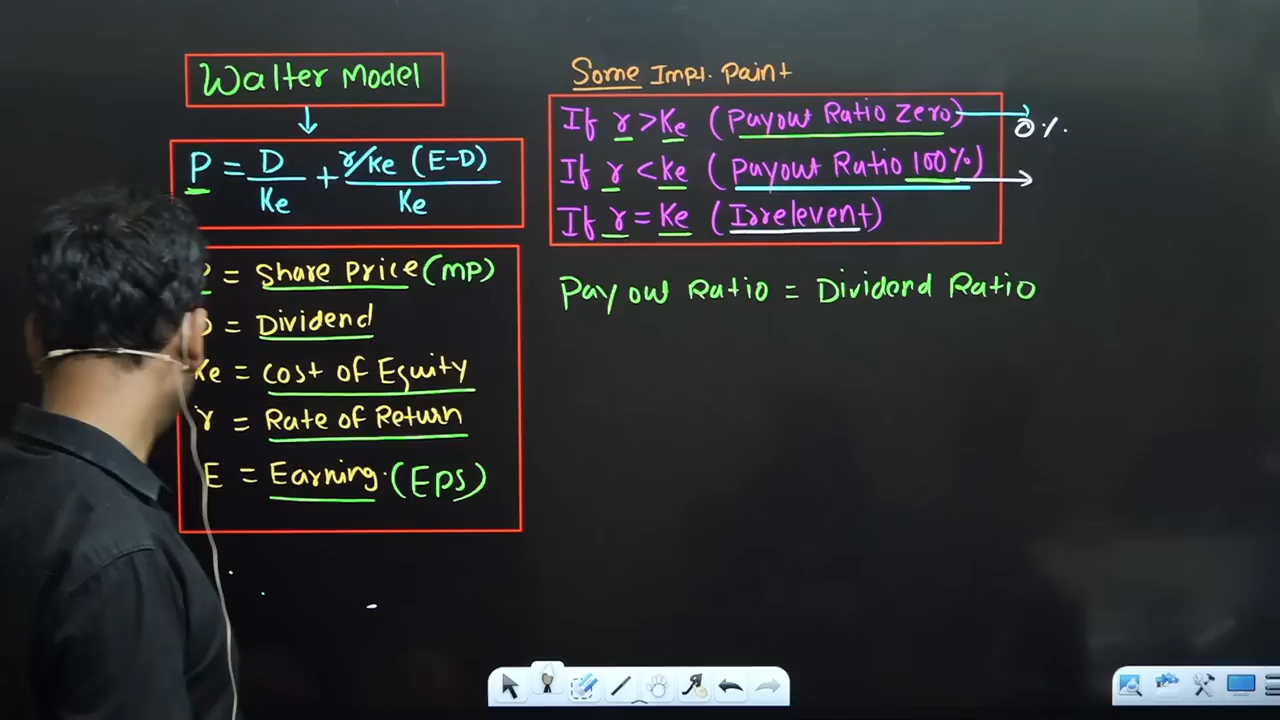 Walter Model
P = D/Ke + r/Ke (E-D)/Ke
= Share Price (MP)
= Dividend
Ke = Cost of Equity
r = Rate of Return
E = Earning. (EPS)
Some Impt. Paint
If r > Ke (Payout Ratio Zero) 0%.
If r < Ke (Payout Ratio 100%)
If r = Ke (Irrelevent)
Pay out Ratio = Dividend Ratio